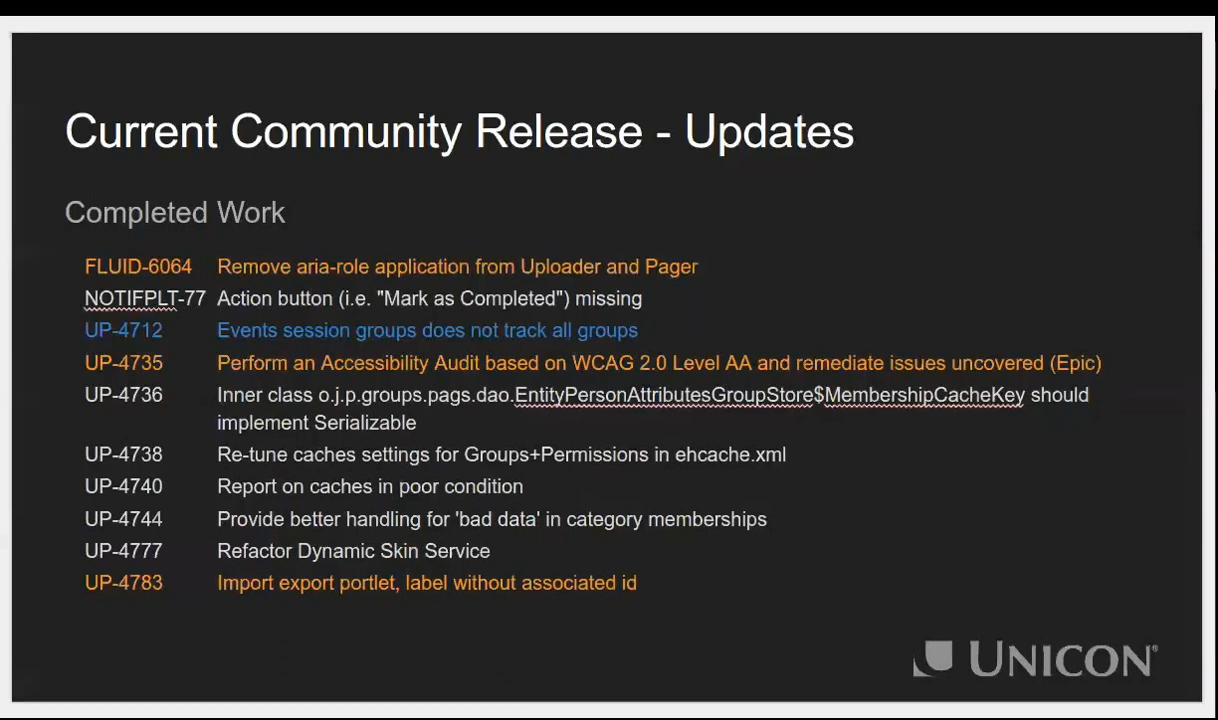 Current Community Release - Updates
Completed Work
FLUID-6064 Remove aria-role application from Uploader and Pager
NOTIFPLT-77 Action button (i.e. "Mark as Completed") missing
UP-4712 Events session groups does not track all groups
UP-4735 Perform an Accessibility Audit based on WCAG 2.0 Level AA and remediate issues uncovered (Epic)
UP-4736 Inner class o.j.p.groups.pags.dao.EntityPersonAttributesGroupStore$MembershipCacheKey should
implement Serializable
UP-4738 Re-tune caches settings for Groups+Permissions in ehcache.xml
UP-4740 Report on caches in poor condition
UP-4744 Provide better handling for 'bad data' in category memberships
UP-4777 Refactor Dynamic Skin Service
UP-4783 Import export portlet, label without associated id
UNICON®